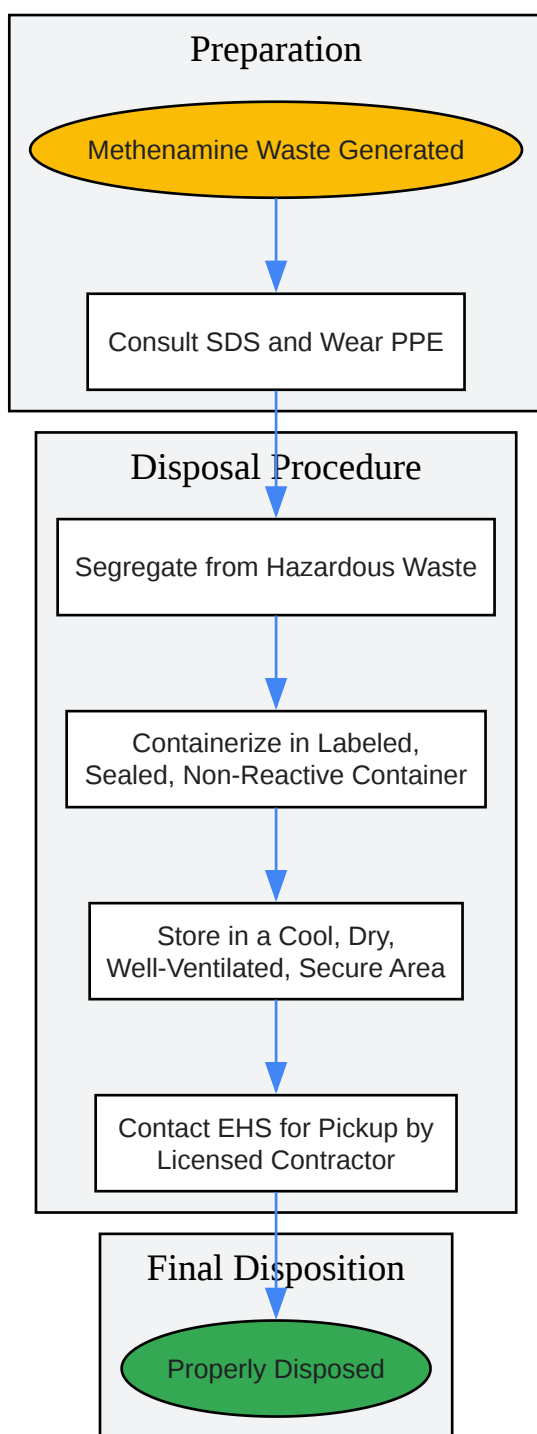 Preparation
Methenamine Waste Generated
Consult SDS and Wear PPE
Disposal Procedure
Segregate from Hazardous Waste
Containerize in Labeled,
Sealed, Non-Reactive Container
Store in a Cool, Dry,
Well-Ventilated, Secure Area
Contact EHS for Pickup by
Licensed Contractor
Final Disposition
Properly Disposed